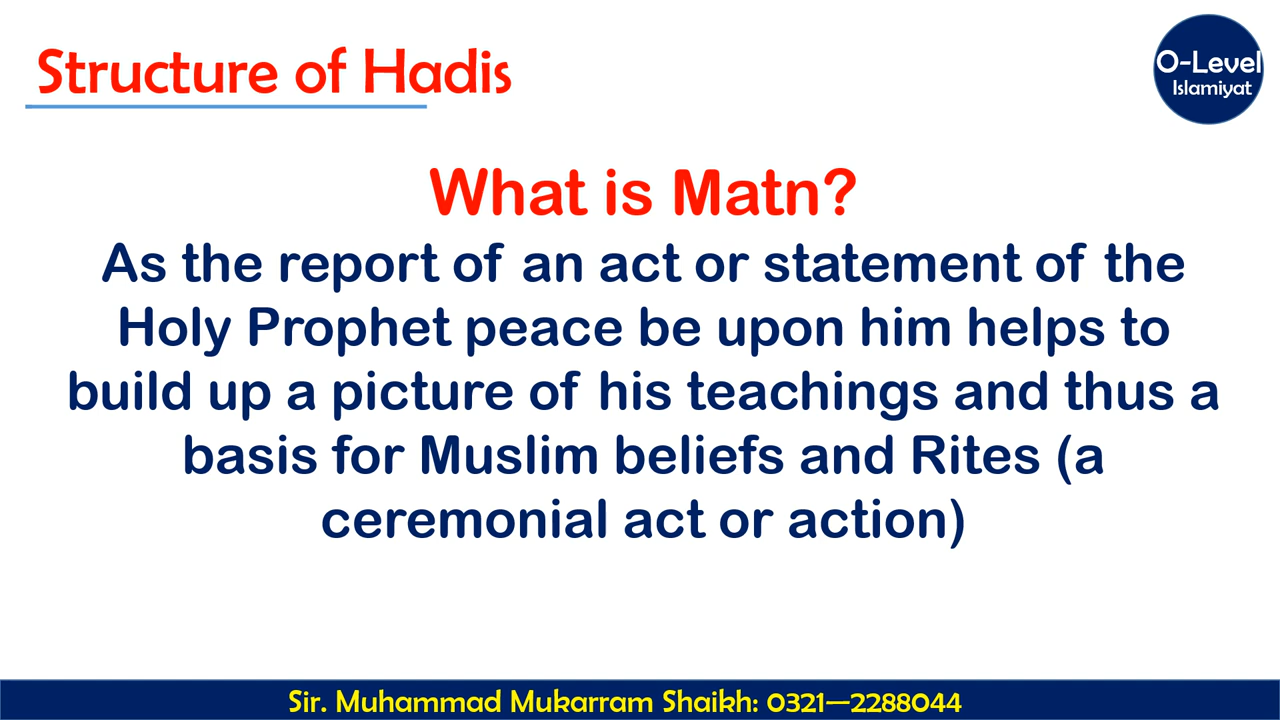 Structure of Hadis
O-Level
Islamiyat
What is Matn?
As the report of an act or statement of the
Holy Prophet peace be upon him helps to
build up a picture of his teachings and thus a
basis for Muslim beliefs and Rites (a
ceremonial act or action)
Sir. Muhammad Mukarram Shaikh: 0321—2288044